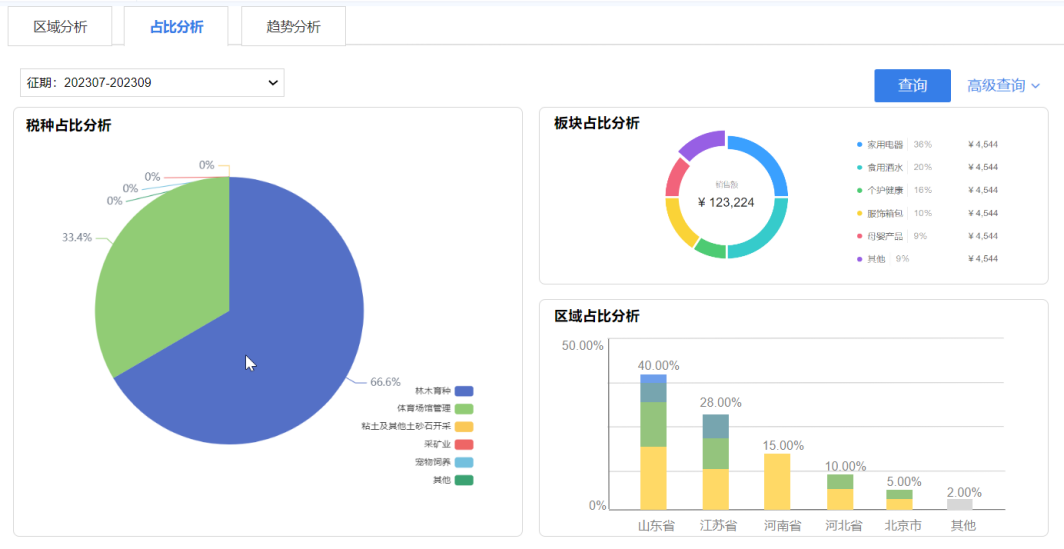 区域分析
占比分析
趋势分析
征期：202307-202309
查询
高级查询
税种占比分析
0%
0%
0%
0%
33.4%
66.6%
林木育种
体育场馆管理
粘土及其他土砂石开采
采矿业
宠物饲养
其他
板块占比分析
销售额
¥ 123,224
家用电器 36% ¥ 4,544
食用酒水 20% ¥ 4,544
个护健康 16% ¥ 4,544
服饰箱包 10% ¥ 4,544
母婴产品 9% ¥ 4,544
其他 9% ¥ 4,544
区域占比分析
50.00%
0%
40.00%
28.00%
15.00%
10.00%
5.00%
2.00%
山东省
江苏省
河南省
河北省
北京市
其他